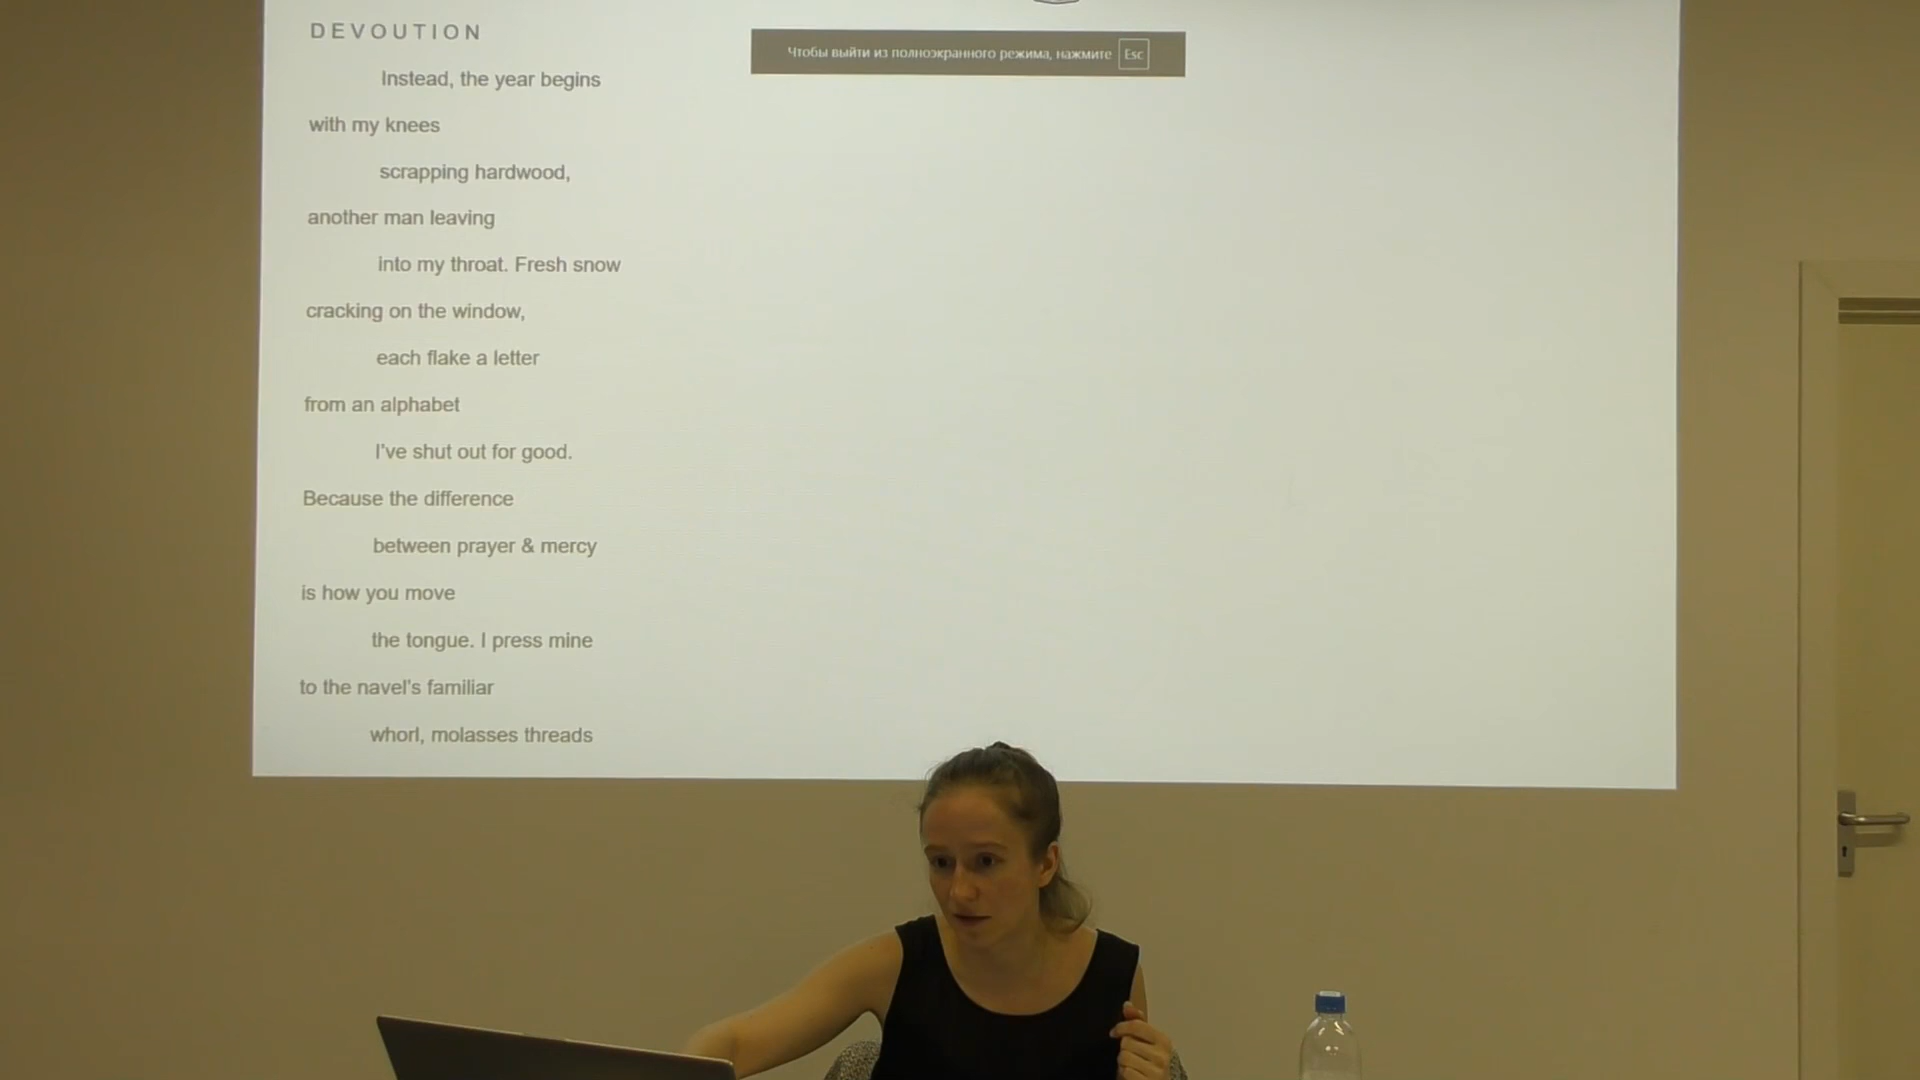 DEVOUTION
Чтобы выйти из полноэкранного режима, нажмите Esc
Instead, the year begins
with my knees
scrapping hardwood,
another man leaving
into my throat. Fresh snow
cracking on the window,
each flake a letter
from an alphabet
I've shut out for good.
Because the difference
between prayer & mercy
is how you move
the tongue. I press mine
to the navel's familiar
whorl, molasses threads